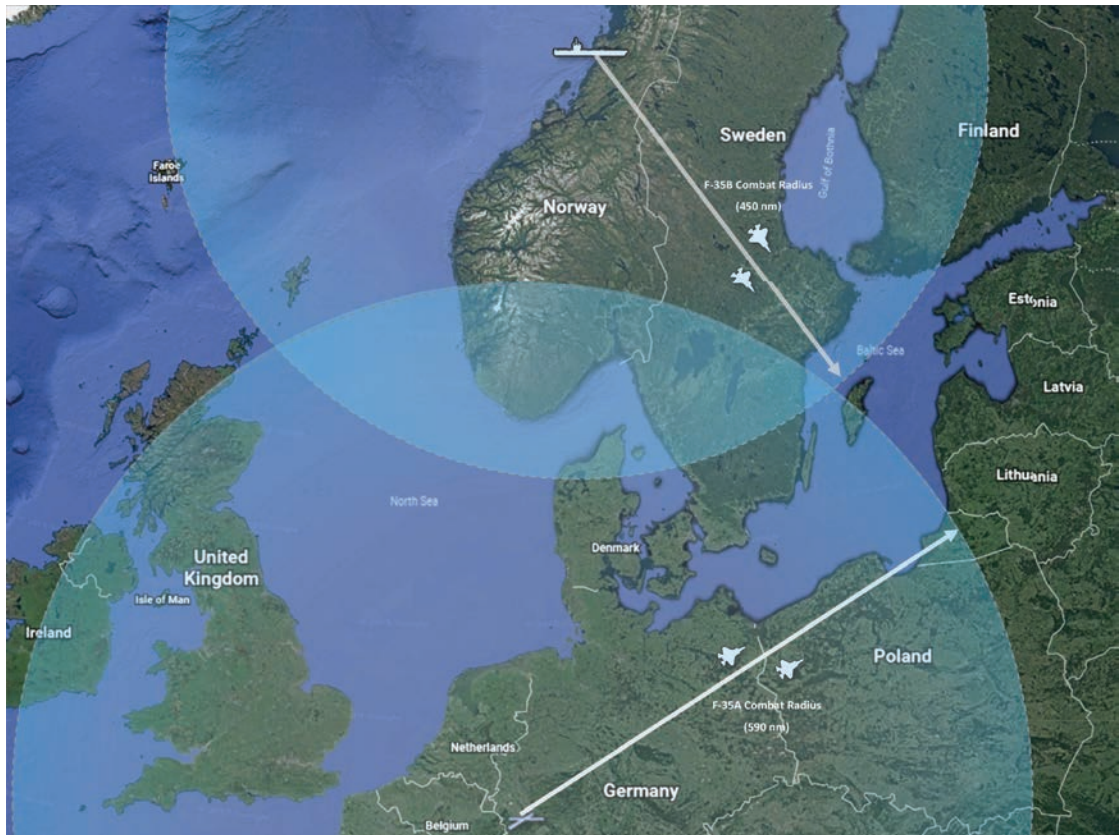 Sweden
Finland
Faroe
Islands
Gulf of Bothnia
F-35B Combat Radius
(450 nm)
Norway
Estonia
Baltic Sea
Latvia
Lithuania
North Sea
United
Kingdom
Denmark
Isle of Man
Ireland
Poland
F-35A Combat Radius
(590 nm)
Netherlands
Germany
Belgium